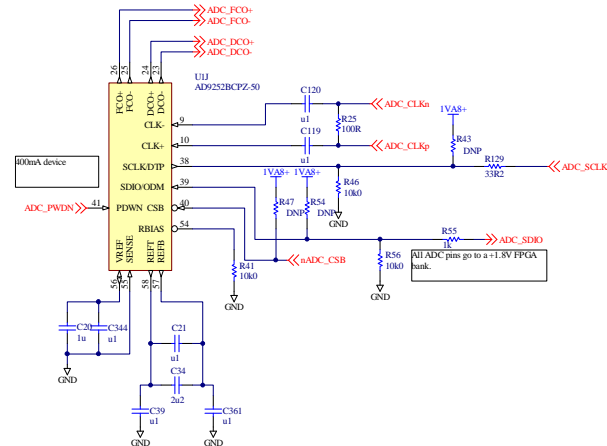 ADC_FCO+
ADC_FCO-
ADC_DCO+
ADC_DCO-
26
25
24
23
U1J
AD9252BCPZ-50
FCO+
FCO-
DCO+
DCO-
CLK-
9
C120
u1
R25
100R
ADC_CLKn
CLK+
10
C119
u1
ADC_CLKp
1VA8+
R43
DNP
400mA device
SCLK/DTP
38
R129
33R2
ADC_SCLK
1VA8+
1VA8+
SDIO/ODM
39
R46
10k0
GND
R47
DNP
R54
DNP
ADC_PWDN
41
PDWN
CSB
40
RBIAS
54
R55
1k
ADC_SDIO
nADC_CSB
All ADC pins go to a +1.8V FPGA
bank.
VREF
SENSE
REFT
REFB
R41
10k0
GND
R56
10k0
GND
56
55
58
57
C20
1u
C344
u1
GND
C21
u1
C34
2u2
C39
u1
GND
C361
u1
GND